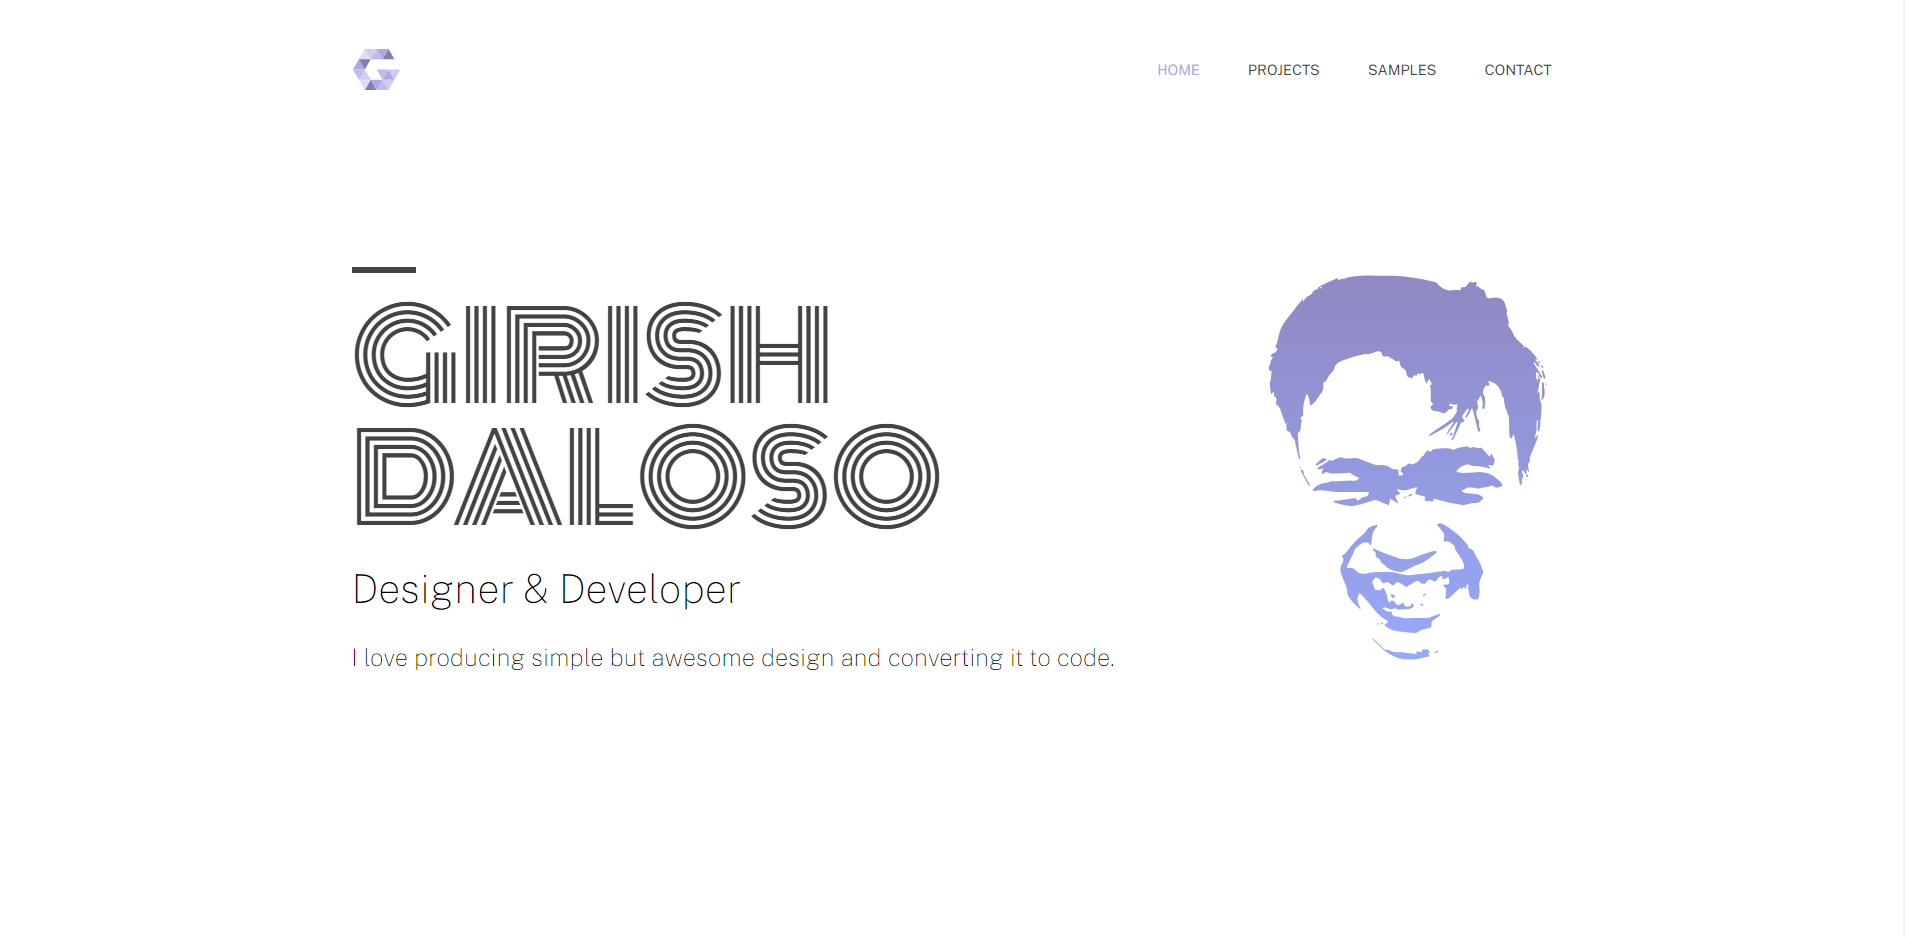 HOME PROJECTS SAMPLES CONTACT
GIRISH
DALOSO
Designer & Developer
I love producing simple but awesome design and converting it to code.